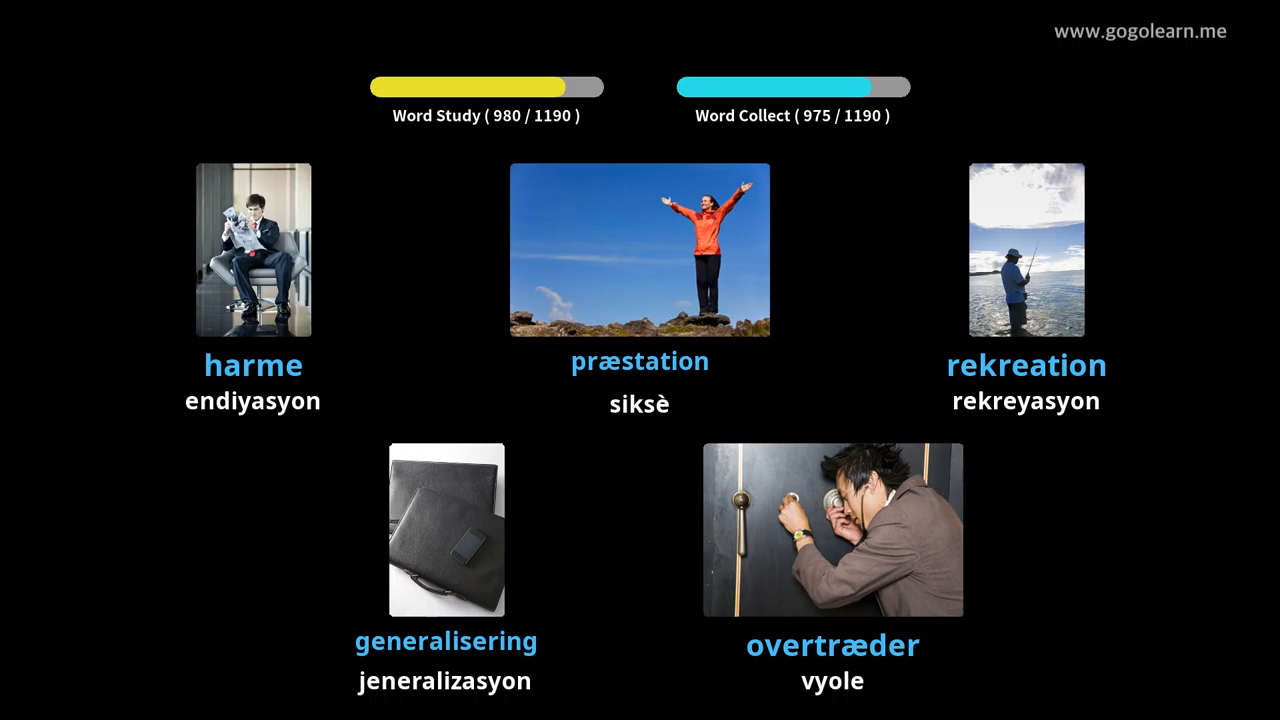 www.gogolearn.me
Word Study ( 980 / 1190 )
Word Collect ( 975 / 1190 )
harme
endiyasyon
præstation
siksè
rekreation
rekreyasyon
generalisering
jeneralizasyon
overtræder
vyole